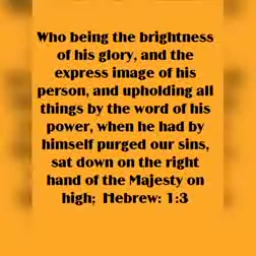 Who being the brightness
of his glory, and the
express image of his
person, and upholding all
things by the word of his
power, when he had by
himself purged our sins,
sat down on the right
hand of the Majesty on
high;  Hebrew: 1:3